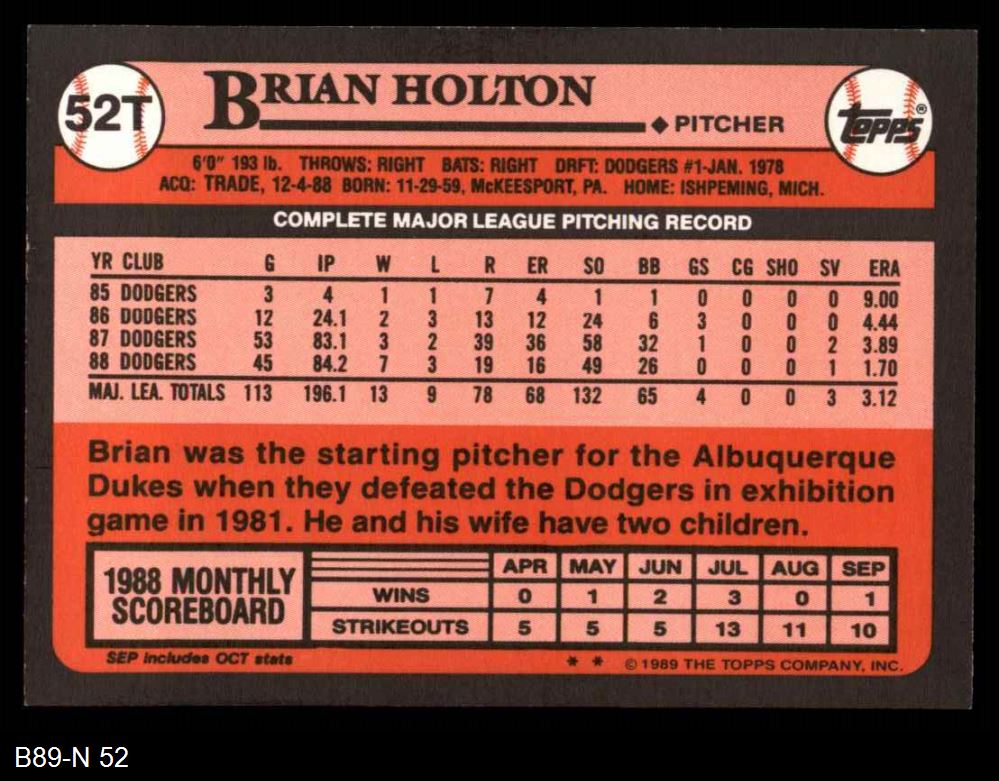 52T
BRIAN HOLTON
◆ PITCHER
TOPPS®
6'0" 193 lb. THROWS: RIGHT BATS: RIGHT DRFT: DODGERS #1-JAN. 1978
ACQ: TRADE, 12-4-88 BORN: 11-29-59, McKEESPORT, PA. HOME: ISHPEMING, MICH.
COMPLETE MAJOR LEAGUE PITCHING RECORD
YR CLUB G IP W L R ER SO BB GS CG SHO SV ERA
85 DODGERS 3 4 1 1 7 4 1 1 0 0 0 0 9.00
86 DODGERS 12 24.1 2 3 13 12 24 6 3 0 0 0 4.44
87 DODGERS 53 83.1 3 2 39 36 58 32 1 0 0 2 3.89
88 DODGERS 45 84.2 7 3 19 16 49 26 0 0 0 1 1.70
MAJ. LEA. TOTALS 113 196.1 13 9 78 68 132 65 4 0 0 3 3.12
Brian was the starting pitcher for the Albuquerque
Dukes when they defeated the Dodgers in exhibition
game in 1981. He and his wife have two children.
1988 MONTHLY
SCOREBOARD
APR MAY JUN JUL AUG SEP
WINS 0 1 2 3 0 1
STRIKEOUTS 5 5 5 13 11 10
SEP includes OCT stats
* * © 1989 THE TOPPS COMPANY, INC.
B89-N 52